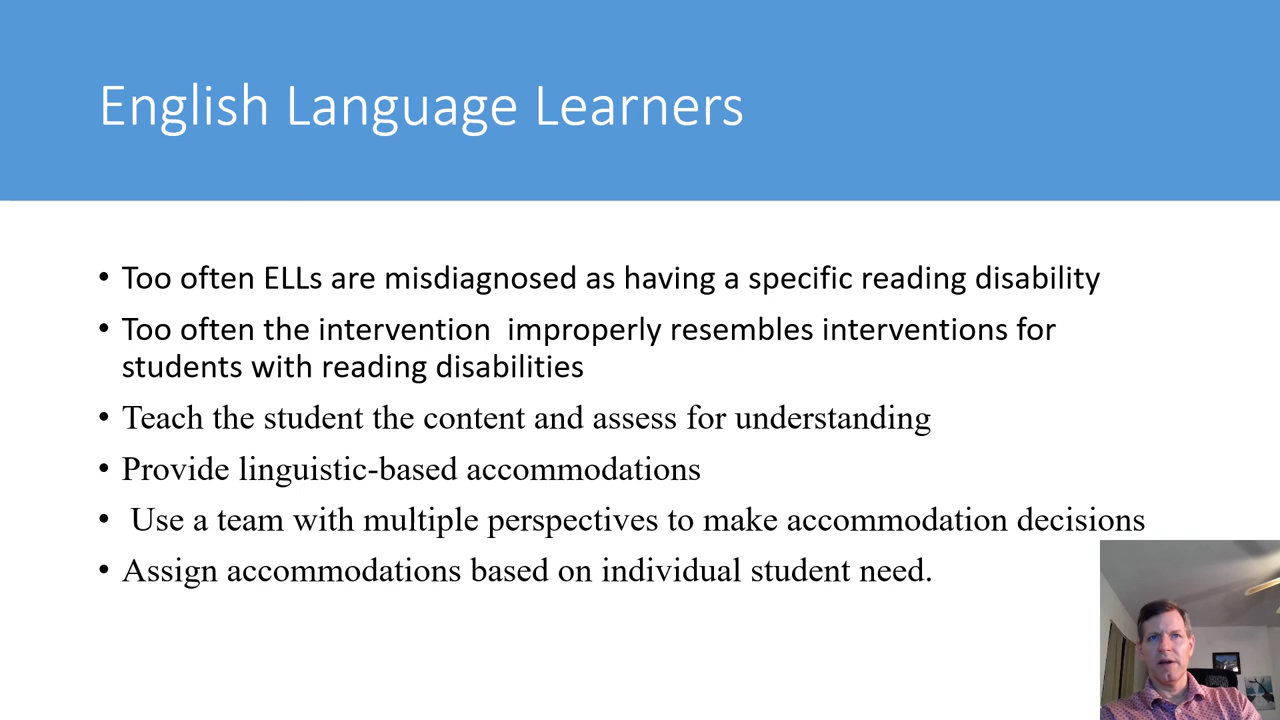 English Language Learners
• Too often ELLs are misdiagnosed as having a specific reading disability
• Too often the intervention  improperly resembles interventions for
students with reading disabilities
• Teach the student the content and assess for understanding
• Provide linguistic-based accommodations
•  Use a team with multiple perspectives to make accommodation decisions
• Assign accommodations based on individual student need.